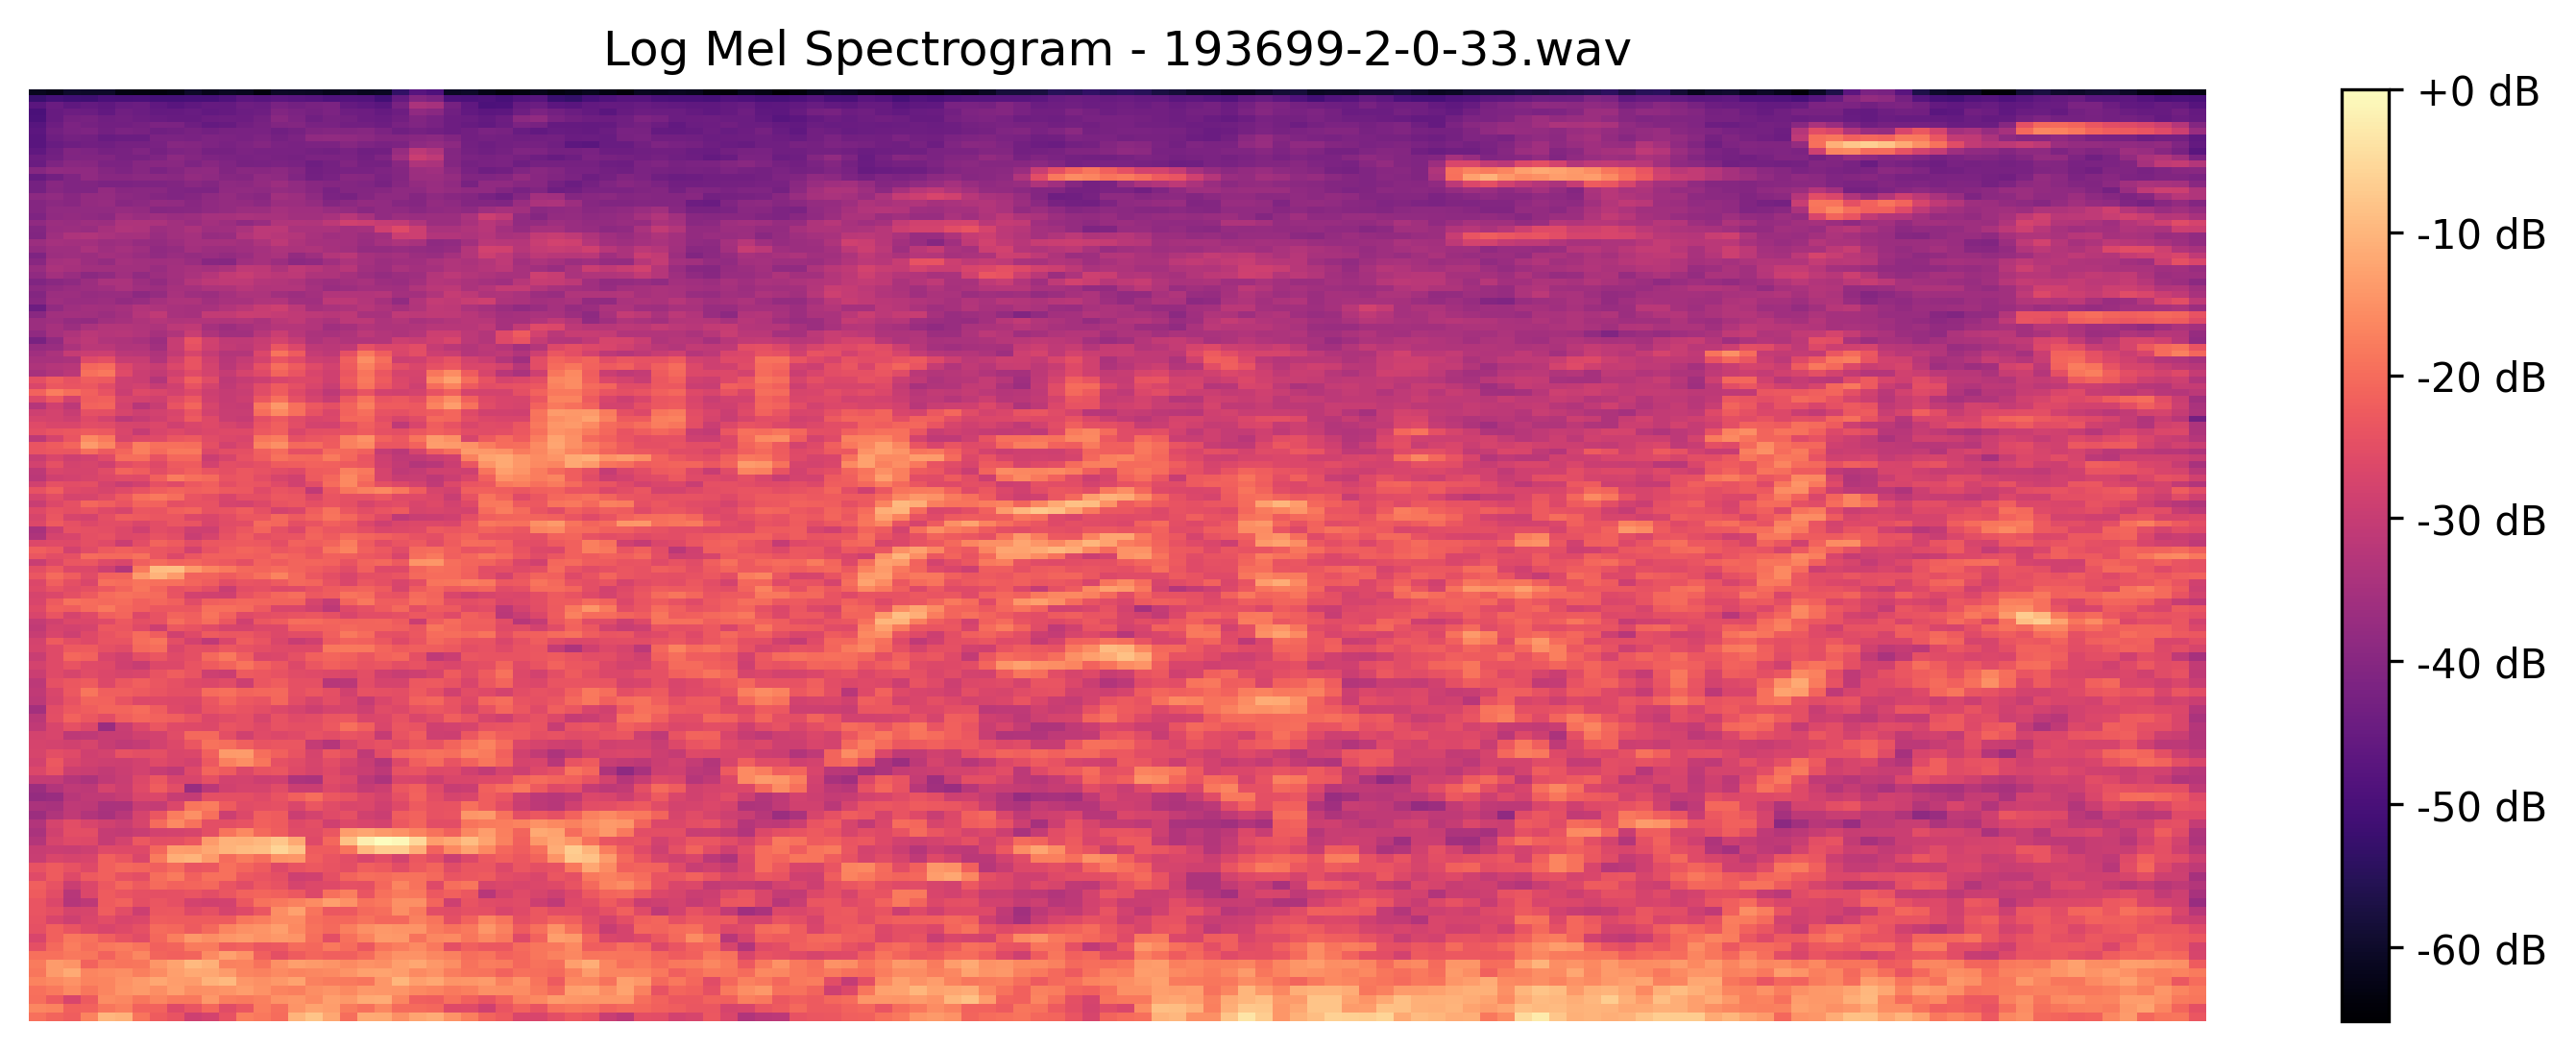 Log Mel Spectrogram - 193699-2-0-33.wav
+0 dB
-10 dB
-20 dB
-30 dB
-40 dB
-50 dB
-60 dB